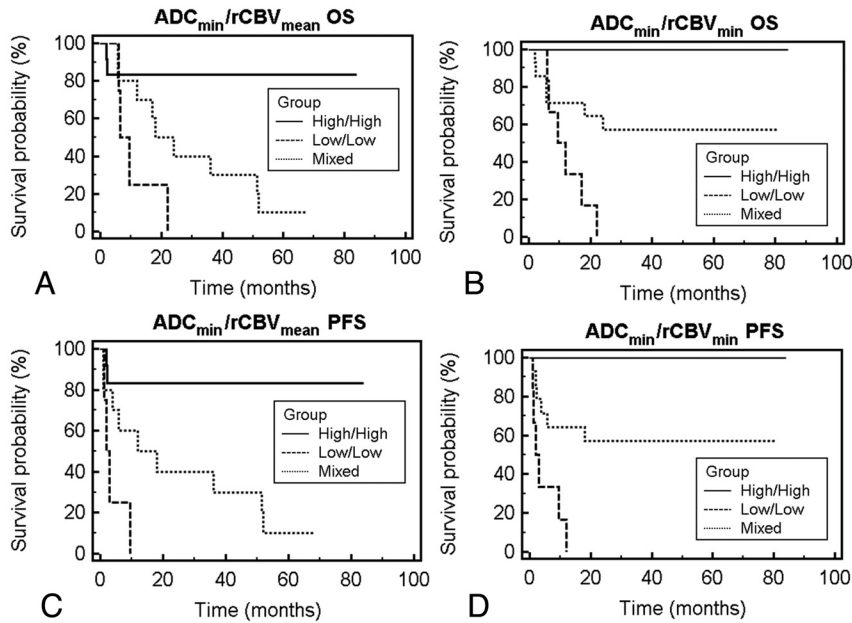 ADCmin/rCBVmean OS
Survival probability (%)
100
80
60
40
20
0
Group
High/High
Low/Low
Mixed
0 20 40 60 80 100
Time (months)
A
ADCmin/rCBVmin OS
Survival probability (%)
100
80
60
40
20
0
Group
High/High
Low/Low
Mixed
0 20 40 60 80 100
Time (months)
B
ADCmin/rCBVmean PFS
Survival probability (%)
100
80
60
40
20
0
Group
High/High
Low/Low
Mixed
0 20 40 60 80 100
Time (months)
C
ADCmin/rCBVmin PFS
Survival probability (%)
100
80
60
40
20
0
Group
High/High
Low/Low
Mixed
0 20 40 60 80 100
Time (months)
D